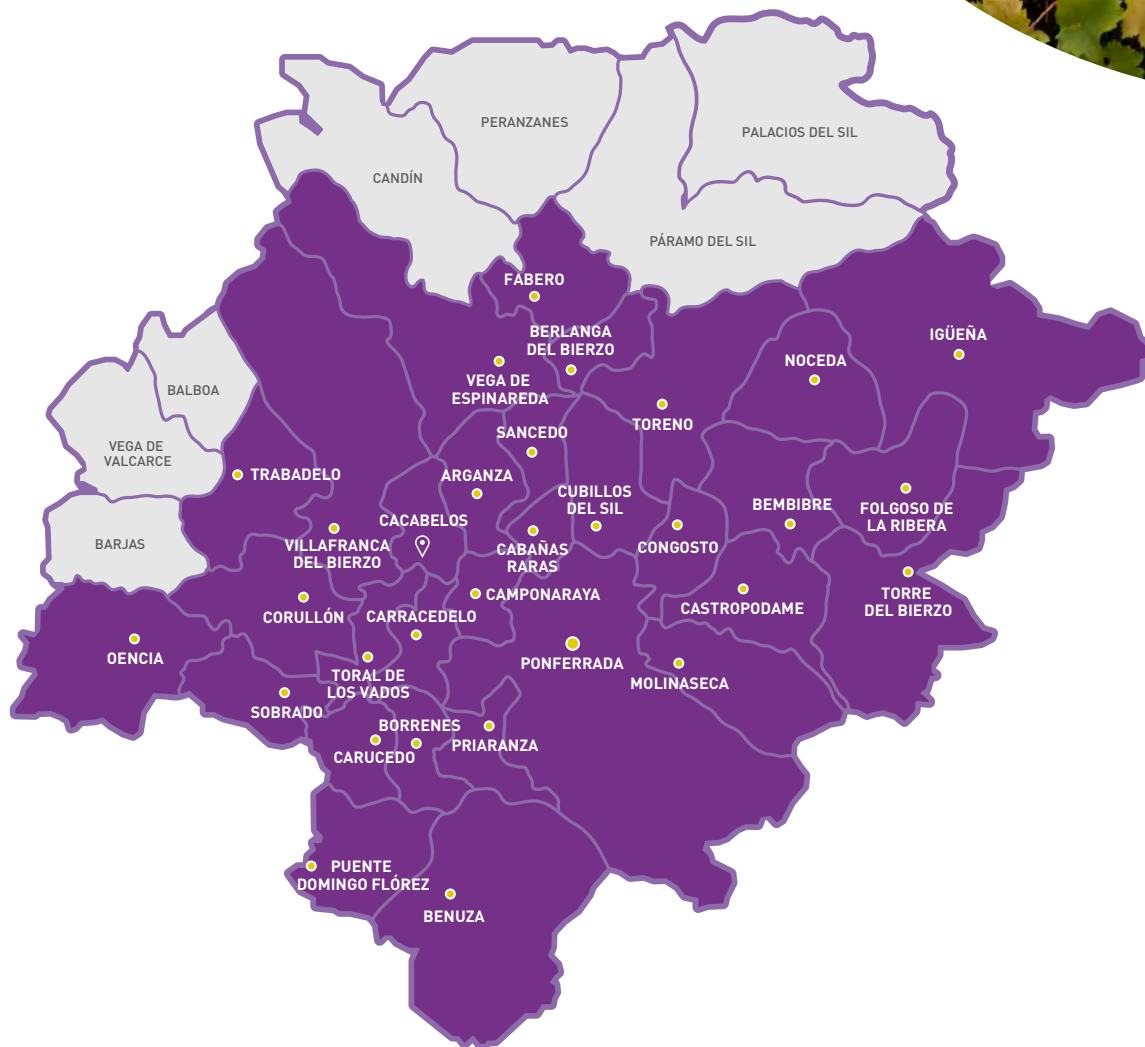 PERANZANES
PALACIOS DEL SIL
CANDÍN
PÁRAMO DEL SIL
FABERO
BERLANGA
DEL BIERZO
IGÜEÑA
NOCEDA
VEGA DE
ESPINAREDA
BALBOA
TORENO
SANCEDO
VEGA DE
VALCARCE
TRABADELO
ARGANZA
CUBILLOS
DEL SIL
BEMBIBRE
FOLGOSO DE
LA RIBERA
CACABELOS
BARJAS
VILLAFRANCA
DEL BIERZO
CABAÑAS
RARAS
CONGOSTO
TORRE
DEL BIERZO
CAMPONARAYA
CASTROPODAME
CORULLÓN
CARRACEDELO
OENCIA
PONFERRADA
TORAL DE
LOS VADOS
MOLINASECA
SOBRADO
BORRENES
PRIARANZA
CARUCEDO
PUENTE
DOMINGO FLÓREZ
BENUZA